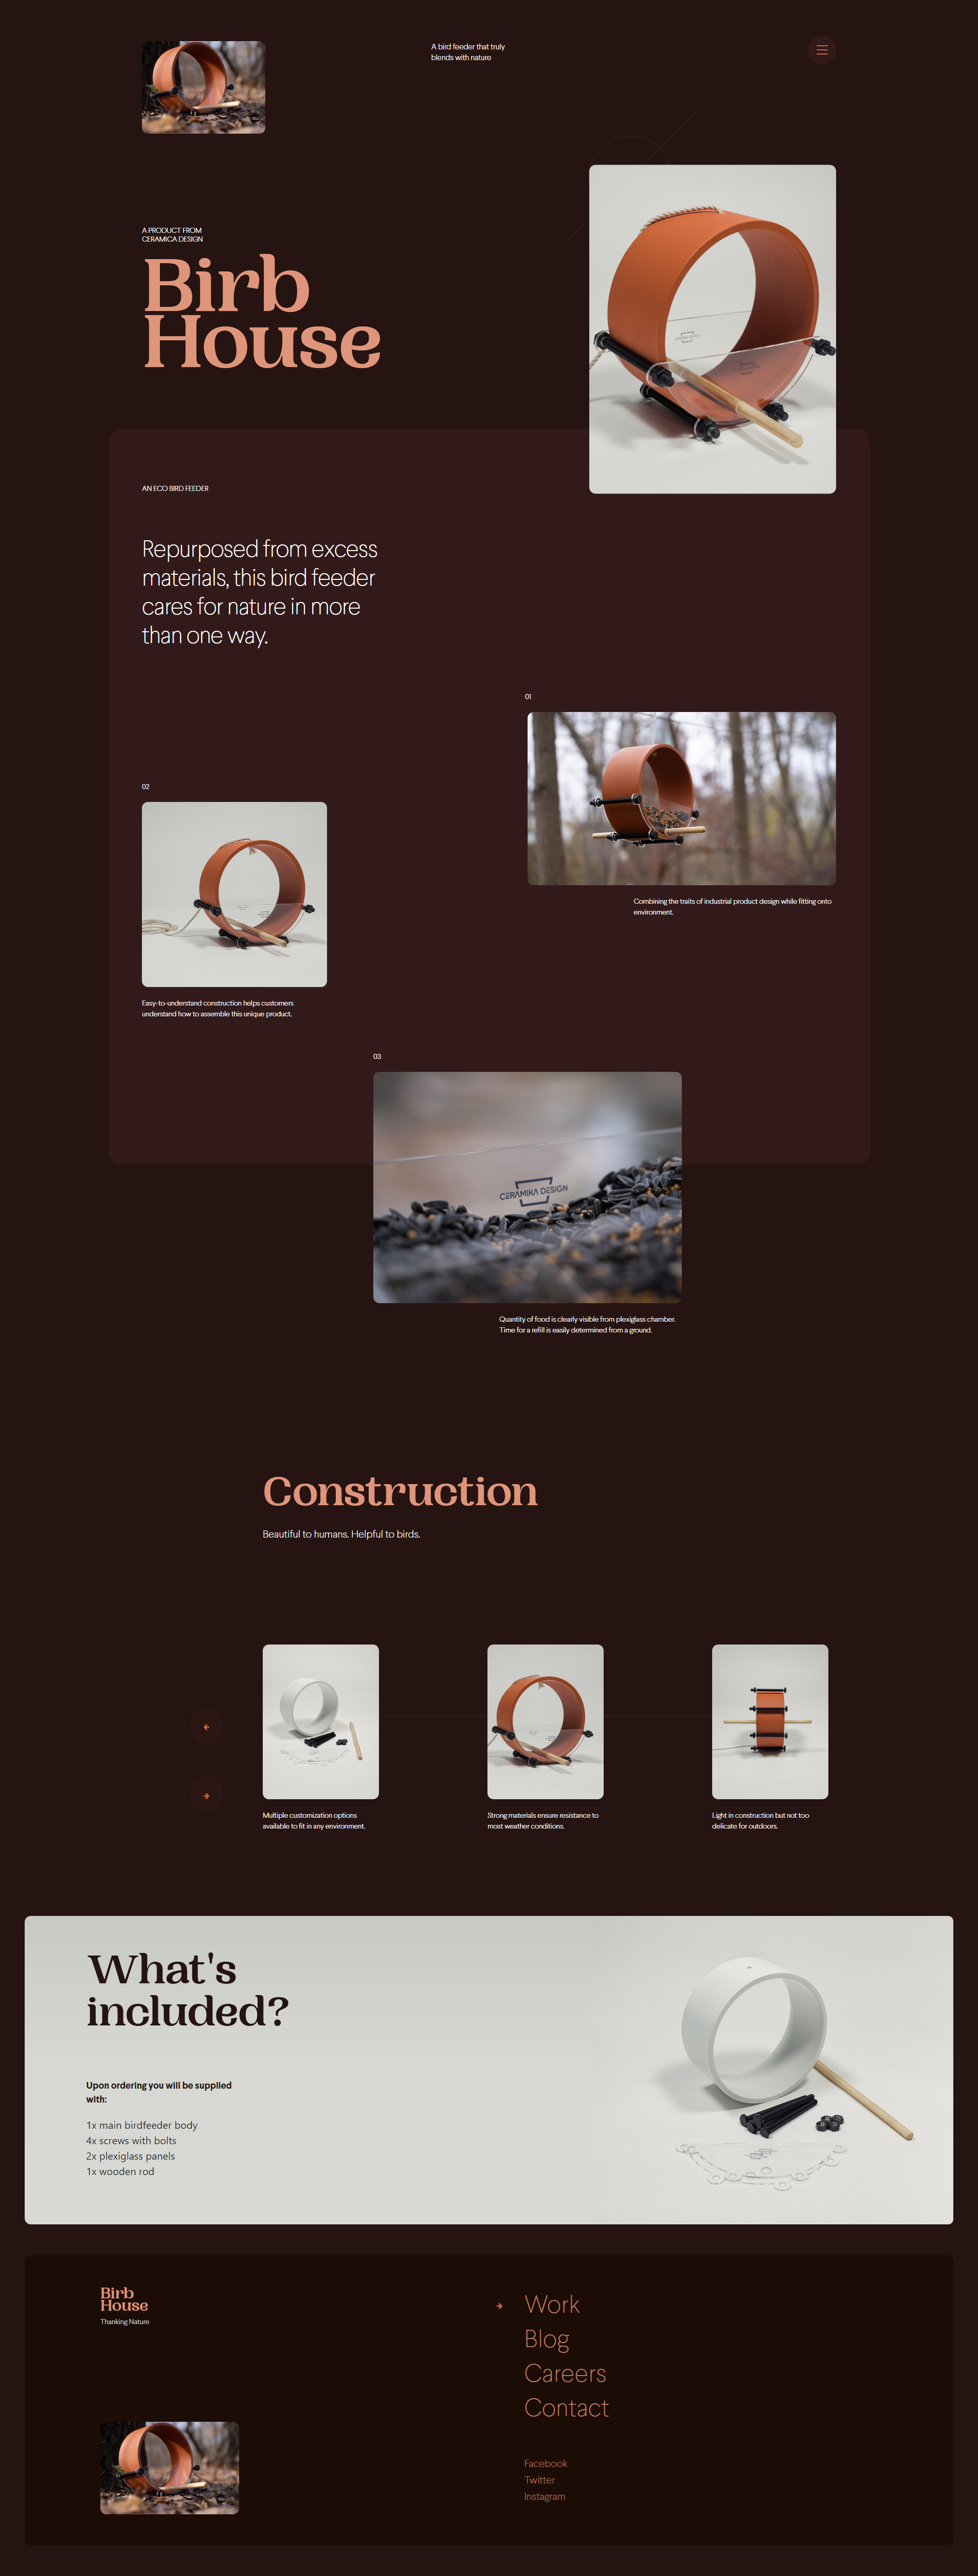 A bird feeder that truly
blends with nature
A PRODUCT FROM
CERAMICA DESIGN
Birb
House
AN ECO BIRD FEEDER
Repurposed from excess
materials, this bird feeder
cares for nature in more
than one way.
01
Combining the traits of industrial product design while fitting onto
environment.
02
Easy-to-understand construction helps customers
understand how to assemble this unique product.
03
CERAMIKA DESIGN
Quantity of food is clearly visible from plexiglass chamber.
Time for a refill is easily determined from a ground.
Construction
Beautiful to humans. Helpful to birds.
Multiple customization options
available to fit in any environment.
Strong materials ensure resistance to
most weather conditions.
Light in construction but not too
delicate for outdoors.
What's
included?
Upon ordering you will be supplied
with:
1x main birdfeeder body
4x screws with bolts
2x plexiglass panels
1x wooden rod
Birb
House
Thanking Nature
Work
Blog
Careers
Contact
Facebook
Twitter
Instagram